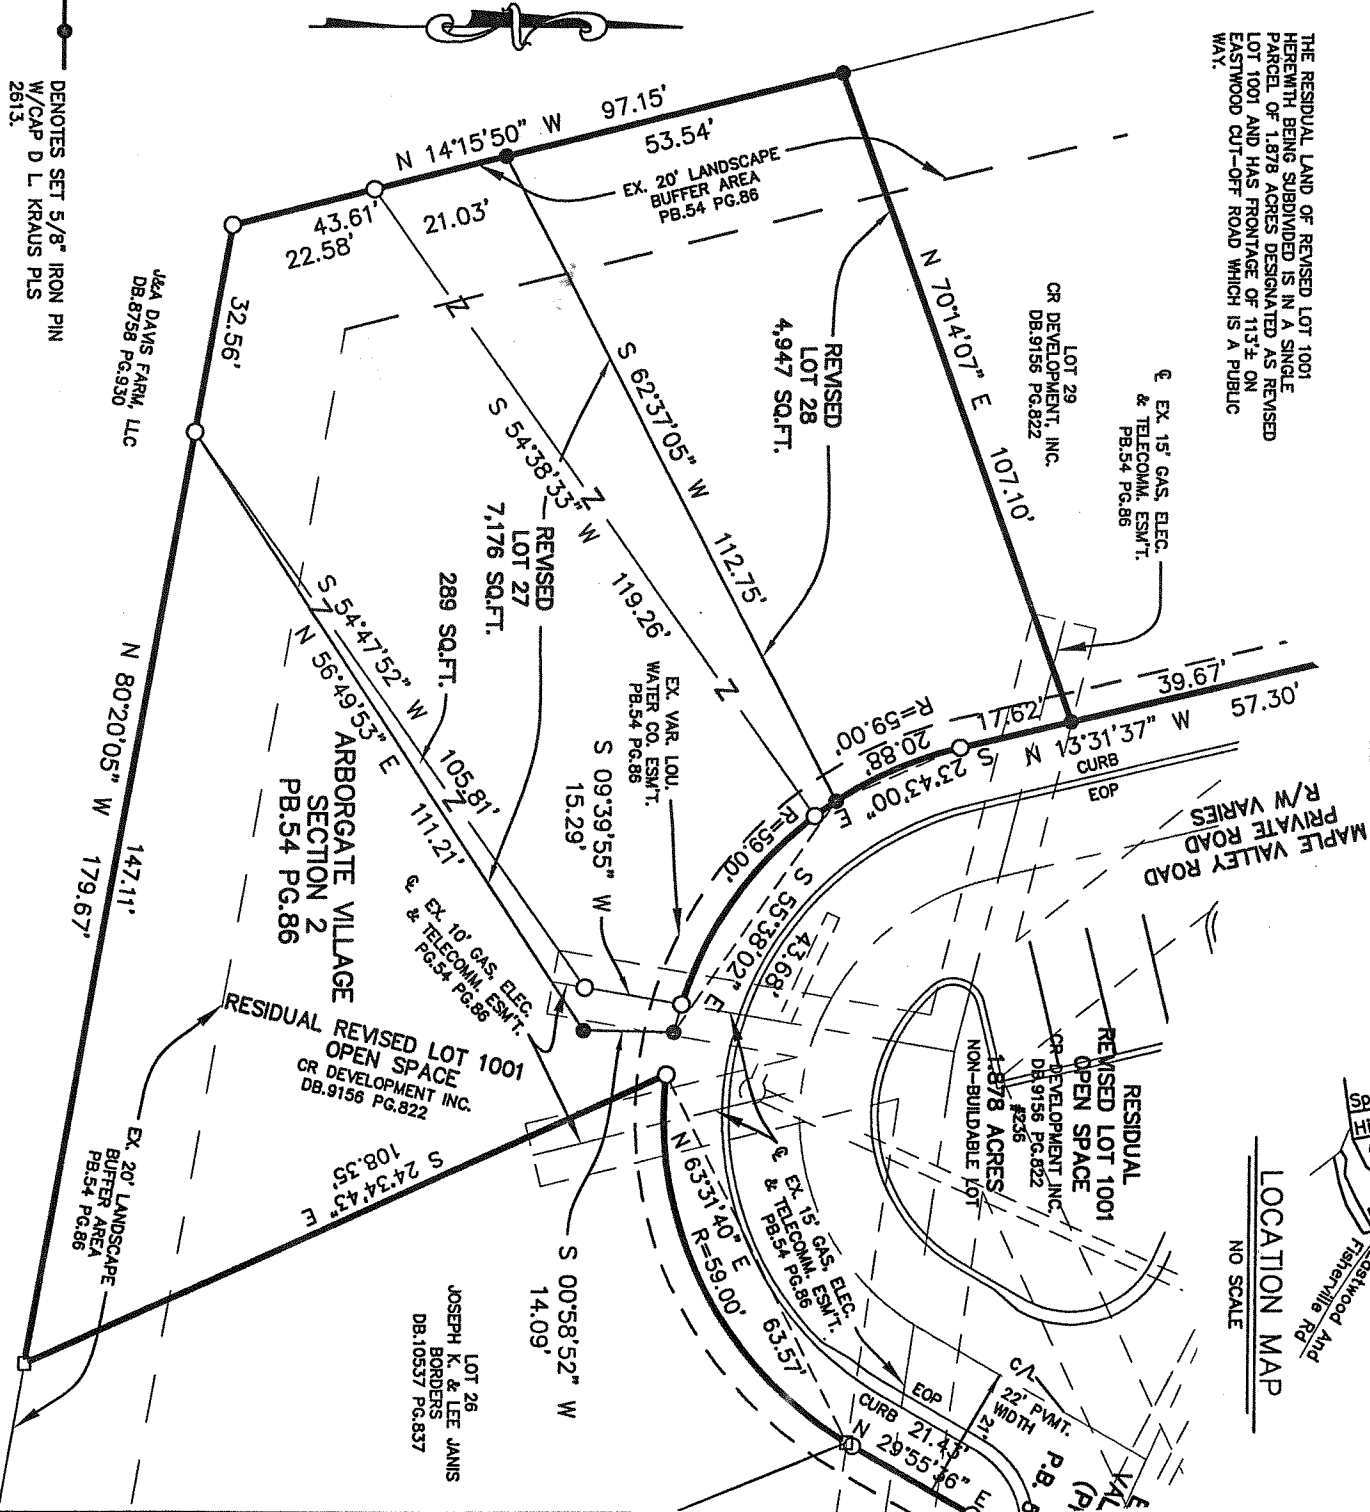 THE RESIDUAL LAND OF REVISED LOT 1001
HEREWITH BEING SUBDIVIDED IS IN A SINGLE
PARCEL OF 1.878 ACRES DESIGNATED AS REVISED
LOT 1001 AND HAS FRONTAGE OF 113'± ON
EASTWOOD CUT-OFF ROAD WHICH IS A PUBLIC
WAY.
DENOTES SET 5/8" IRON PIN
W/CAP D L KRAUS PLS
2613.
LOCATION MAP
NO SCALE
Eastwood And
Fisherville Rd
N 14°15'50" W 97.15'
53.54'
43.61'
21.03'
22.58'
EX. 20' LANDSCAPE
BUFFER AREA
PB.54 PG.86
J&A DAVIS FARM, LLC
DB.8758 PG.930
32.56'
LOT 29
CR DEVELOPMENT, INC.
DB.9156 PG.822
N 70°14'07" E 107.10'
℄ EX. 15' GAS, ELEC.
& TELECOMM. ESM'T.
PB.54 PG.86
REVISED
LOT 28
4,947 SQ.FT.
S 62°37'05" W 112.75'
S 54°38'33" W 119.26'
Z
Z
Z
REVISED
LOT 27
7,176 SQ.FT.
289 SQ.FT.
S 54°47'52" W 105.81'
N 56°49'53" E 111.21'
Z
Z
EX. VAR. LOU.
WATER CO. ESM'T.
PB.54 PG.86
S 09°39'55" W
15.29'
39.67'
17.62'
N 13°31'37" W 57.30'
R=59.00'
20.88'
S 23°43'00" E
CURB
EOP
MAPLE VALLEY ROAD
PRIVATE ROAD
R/W VARIES
R=59.00'
S 55°38'02" E
43.68'
ARBORGATE VILLAGE
SECTION 2
PB.54 PG.86
℄ EX. 10' GAS, ELEC.
& TELECOMM. ESM'T.
PG.54 PG.86
RESIDUAL REVISED LOT 1001
OPEN SPACE
CR DEVELOPMENT INC.
DB.9156 PG.822
N 80°20'05" W 147.11'
179.67'
EX. 20' LANDSCAPE
BUFFER AREA
PB.54 PG.86
S 24°34'43" E
108.35'
S 00°58'52" W
14.09'
LOT 26
JOSEPH K. & LEE JANIS
BORDERS
DB.10537 PG.837
RESIDUAL
REVISED LOT 1001
OPEN SPACE
CR DEVELOPMENT INC.
DB.9156 PG.822
#236
1.878 ACRES
NON-BUILDABLE LOT
℄ EX. 15' GAS, ELEC.
& TELECOMM. ESM'T.
PB.54 PG.86
N 63°31'40" E 63.57'
R=59.00'
C/L
22' PVMT.
WIDTH
21'
EOP
CURB
21.43'
N 29°55'36" E
P.B.